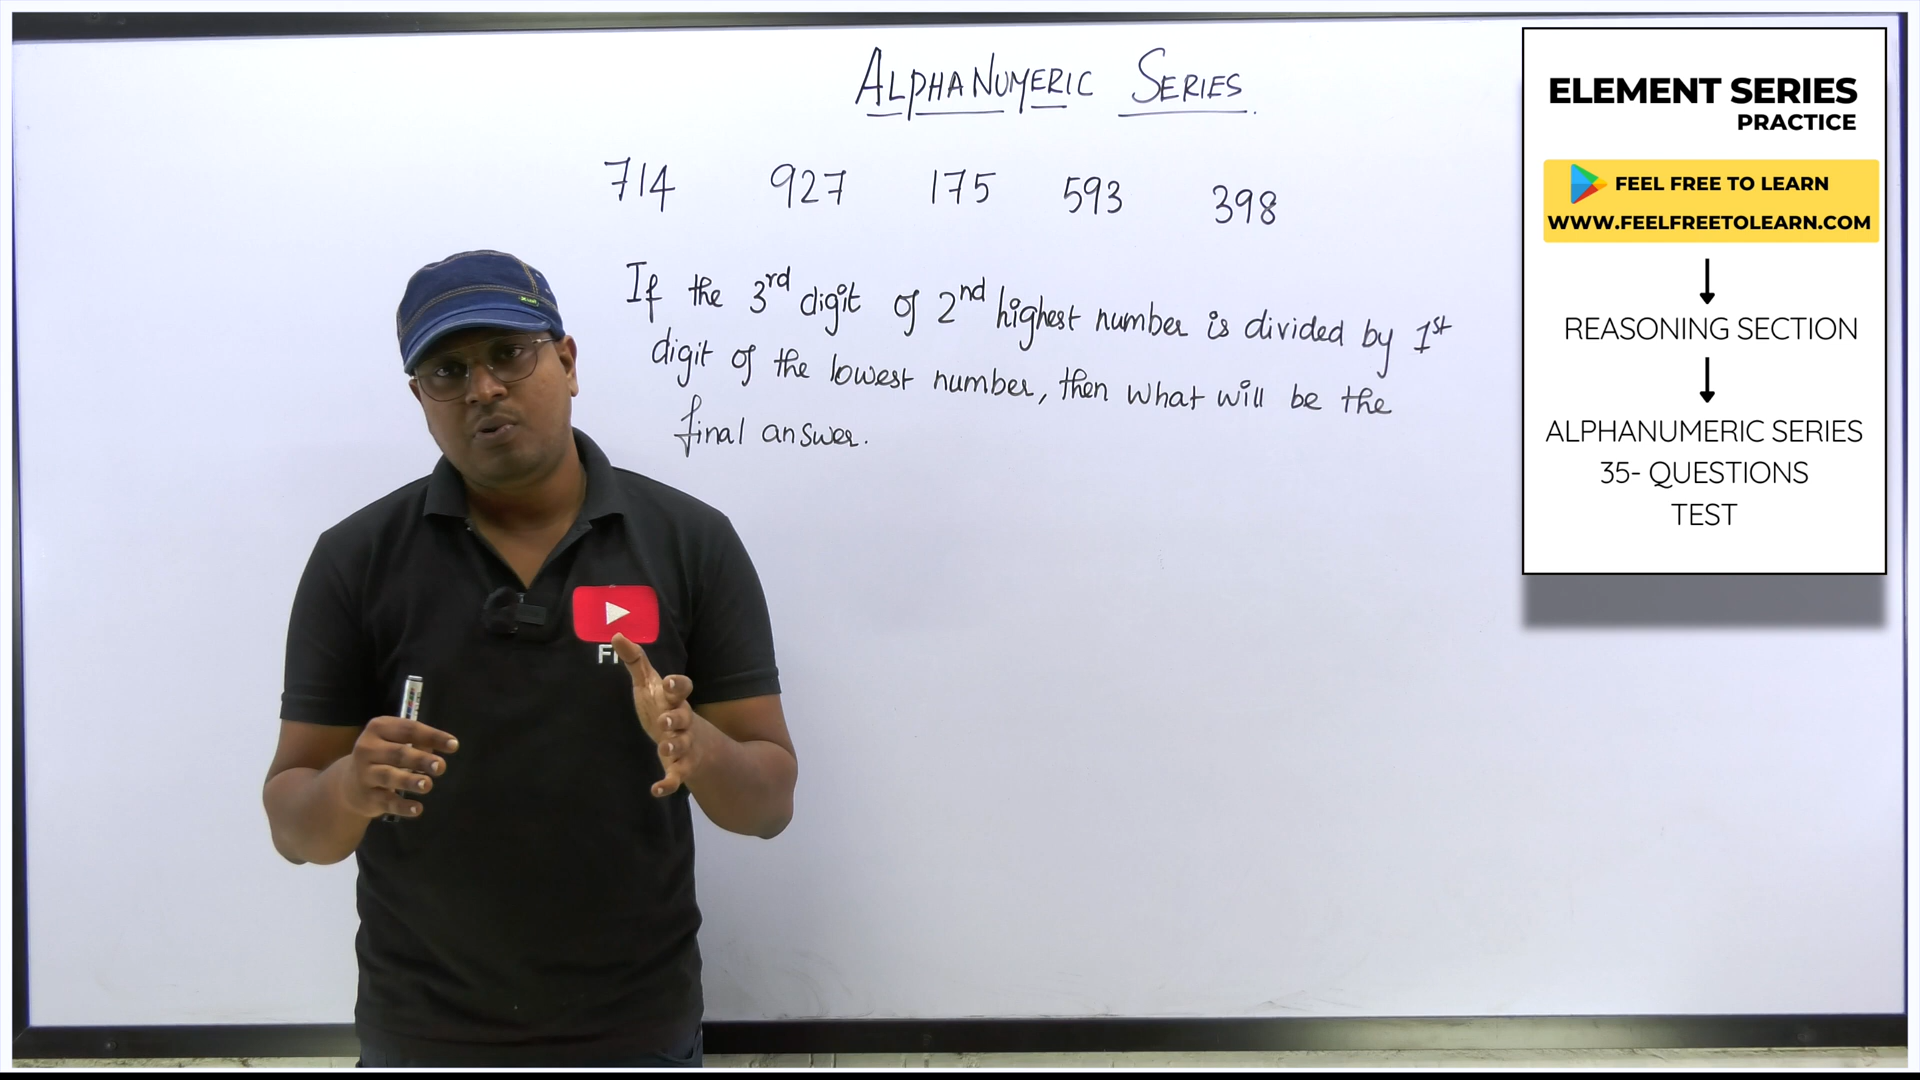 ALPHANUMERIC SERIES.
714 927 175 593 398
If the 3rd digit of 2nd highest number is divided by 1st
digit of the lowest number, then what will be the
final answer.
ELEMENT SERIES
PRACTICE
FEEL FREE TO LEARN
WWW.FEELFREETOLEARN.COM
REASONING SECTION
ALPHANUMERIC SERIES
35- QUESTIONS
TEST